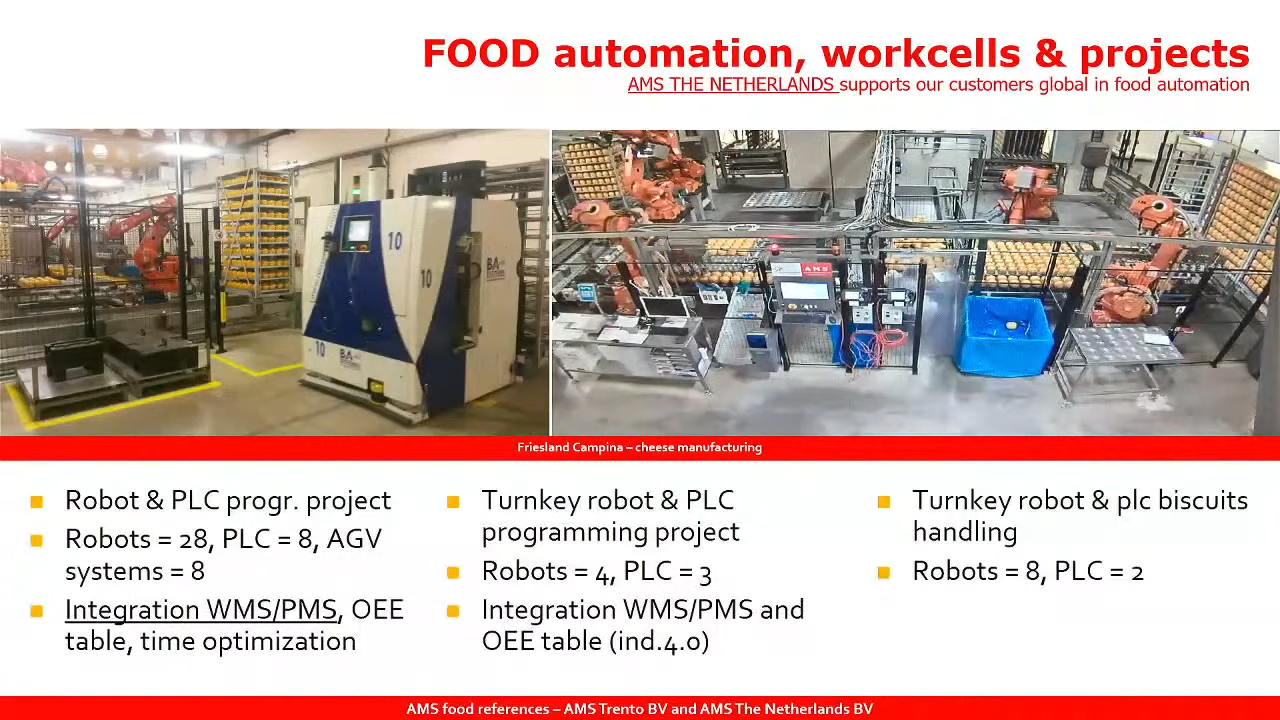 FOOD automation, workcells & projects
AMS THE NETHERLANDS supports our customers global in food automation
10
10
10
BA
BA
AMS
Friesland Campina – cheese manufacturing
Robot & PLC progr. project
Robots = 28, PLC = 8, AGV
systems = 8
Integration WMS/PMS, OEE
table, time optimization
Turnkey robot & PLC
programming project
Robots = 4, PLC = 3
Integration WMS/PMS and
OEE table (ind.4.0)
Turnkey robot & plc biscuits
handling
Robots = 8, PLC = 2
AMS food references – AMS Trento BV and AMS The Netherlands BV